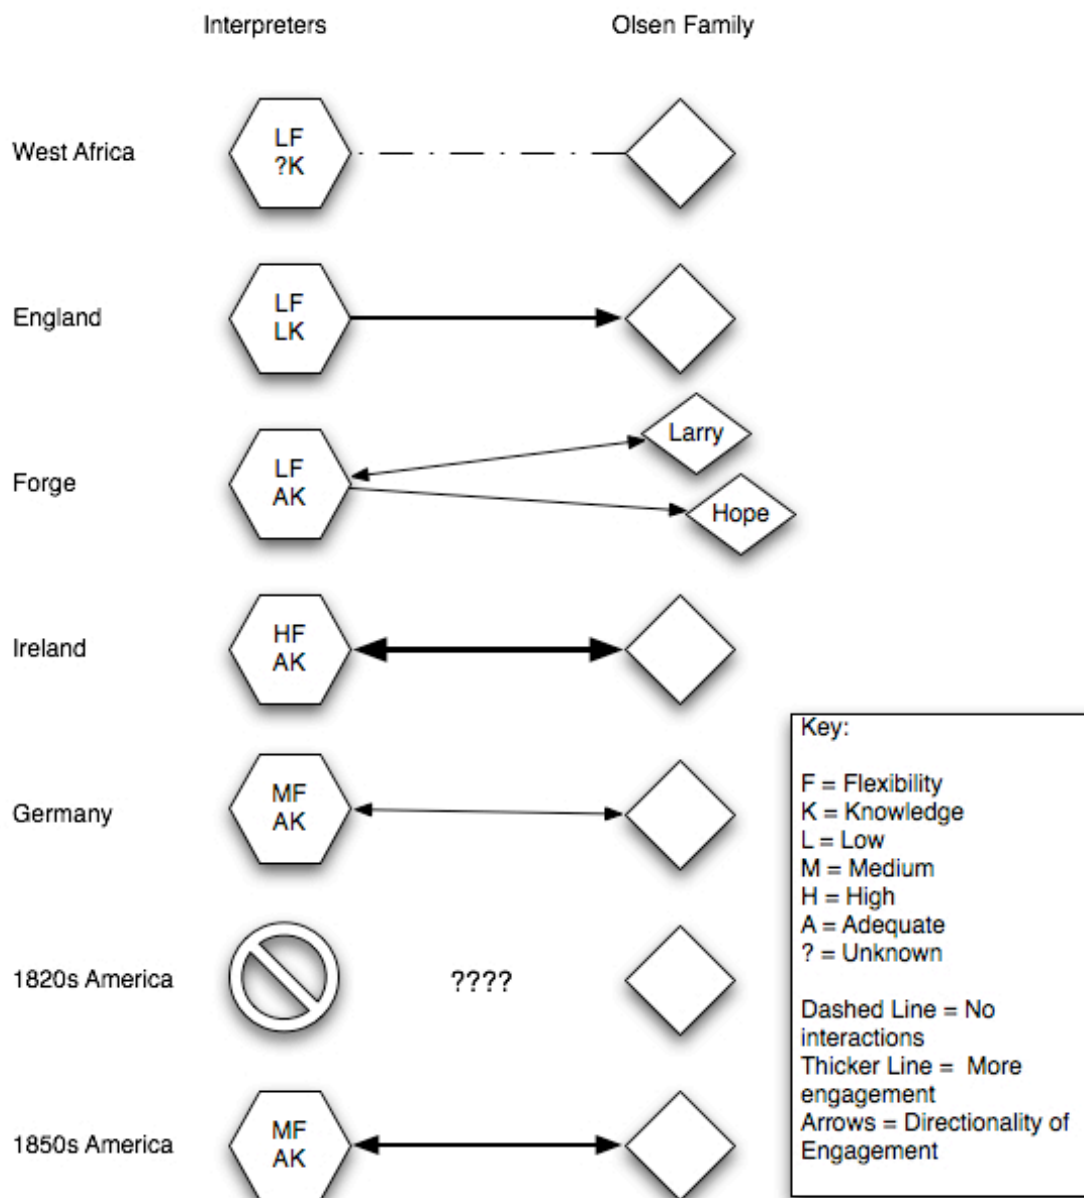 Interpreters
Olsen Family
West Africa
LF
?K
England
LF
LK
Forge
LF
AK
Larry
Hope
Ireland
HF
AK
Germany
MF
AK
1820s America
????
1850s America
MF
AK
Key:
F = Flexibility
K = Knowledge
L = Low
M = Medium
H = High
A = Adequate
? = Unknown
Dashed Line = No
interactions
Thicker Line =  More
engagement
Arrows = Directionality of
Engagement